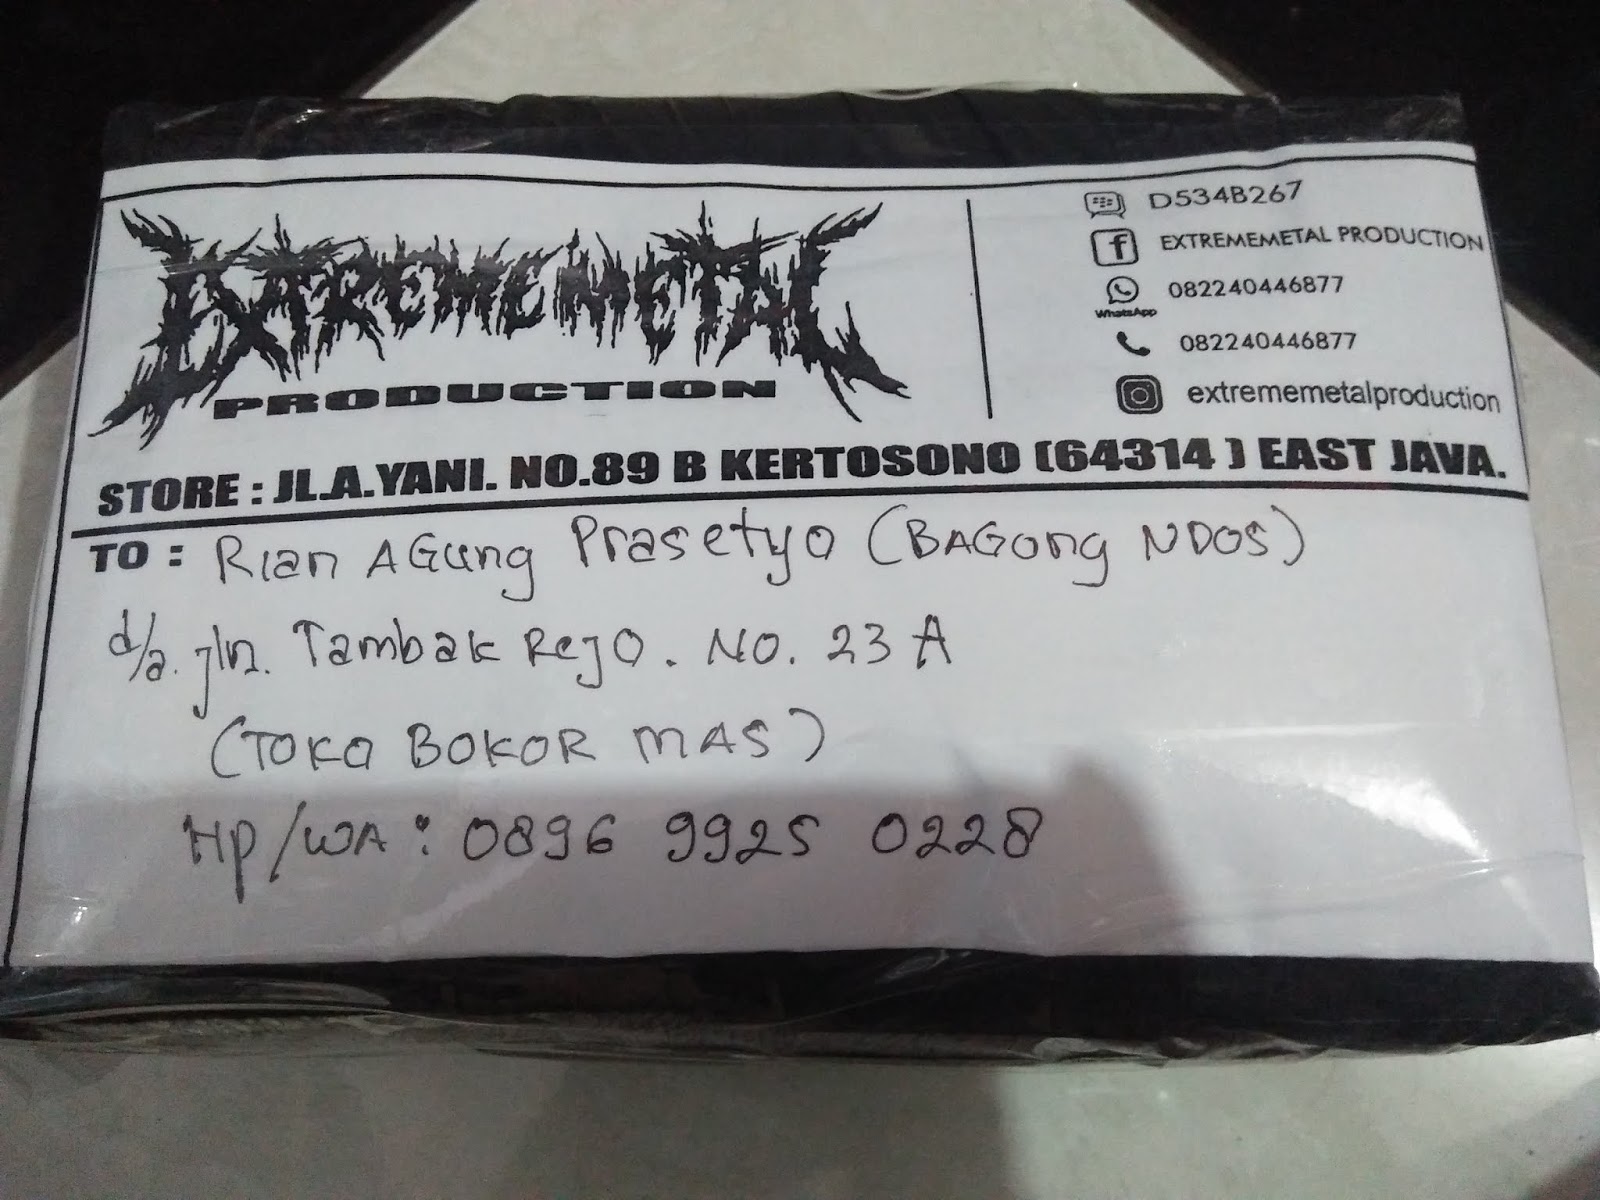 EXTREMEMETAL
PRODUCTION
D534B267
EXTREMEMETAL PRODUCTION
WhatsApp
082240446877
082240446877
extrememetalproduction
STORE : JL.A.YANI. NO.89 B KERTOSONO (64314 ) EAST JAVA.
TO : Rian Agung Prasetyo (BAGong NDOS)
d/a. jln. Tambak Rejo. No. 23 A
(TOKO BOKOR MAS)
Hp/WA : 0896 9925 0228